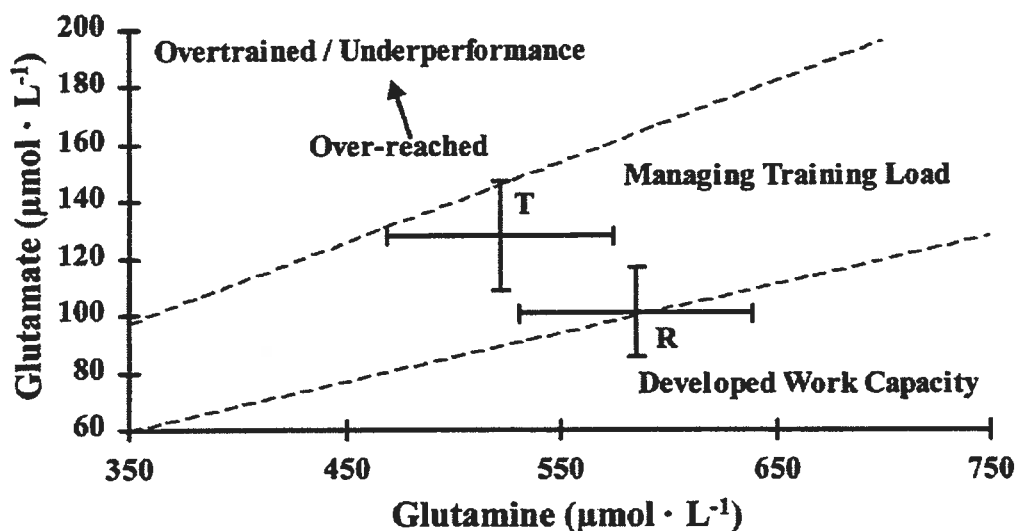 200
180
160
140
120
100
80
60
Glutamate (μmol · L⁻¹)
Overtrained / Underperformance
Over-reached
Managing Training Load
T
R
Developed Work Capacity
350 450 550 650 750
Glutamine (μmol · L⁻¹)